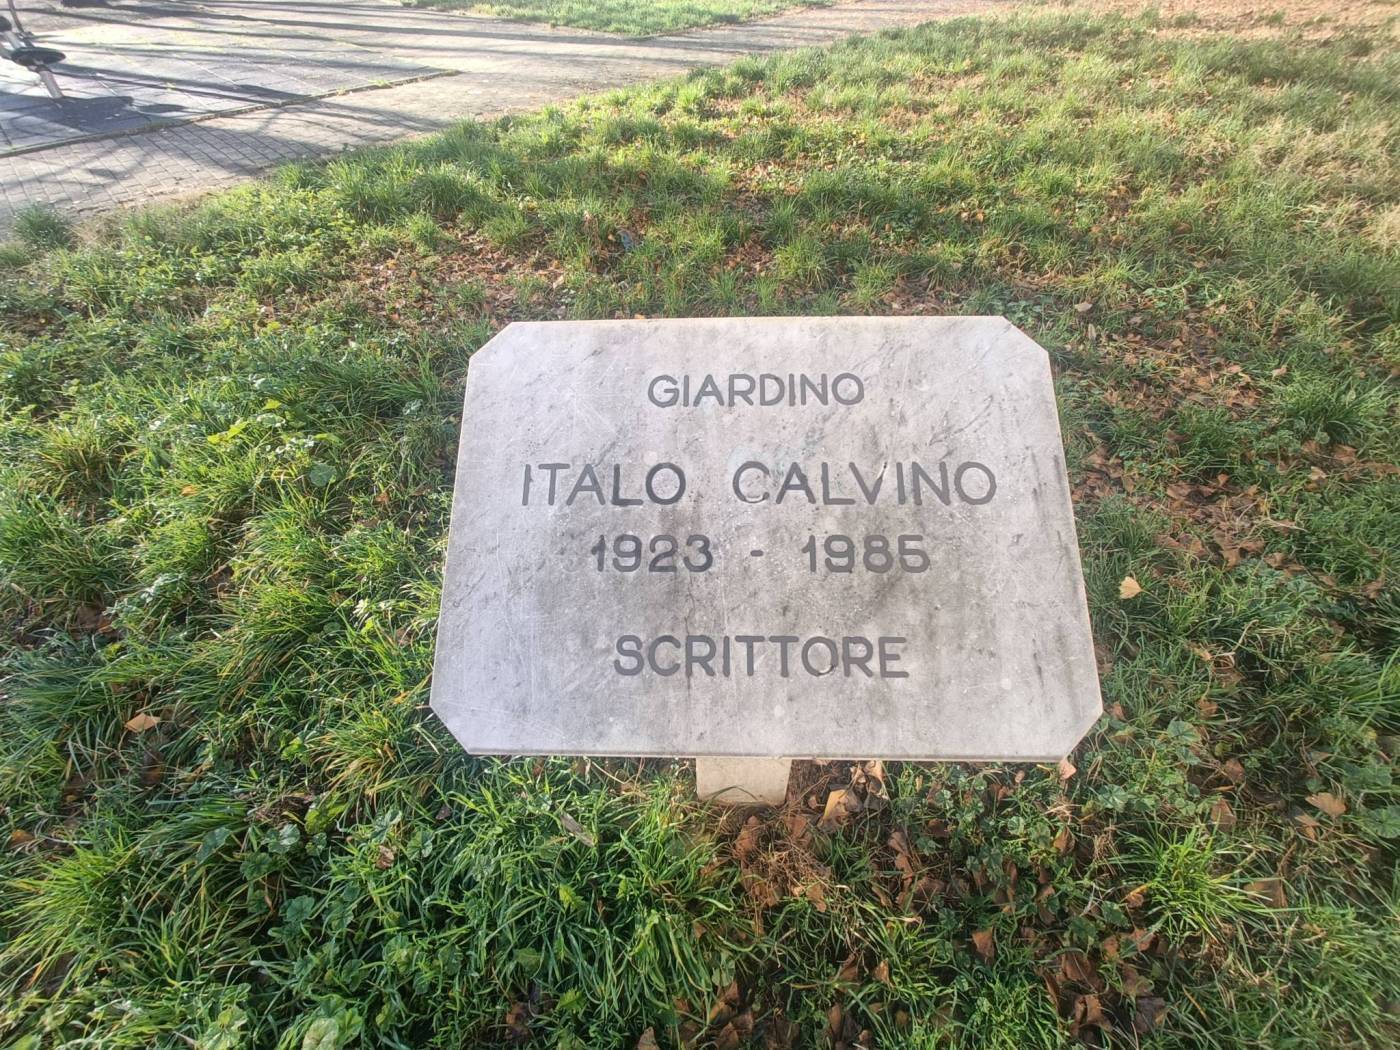 GIARDINO
ITALO CALVINO
1923 - 1985
SCRITTORE